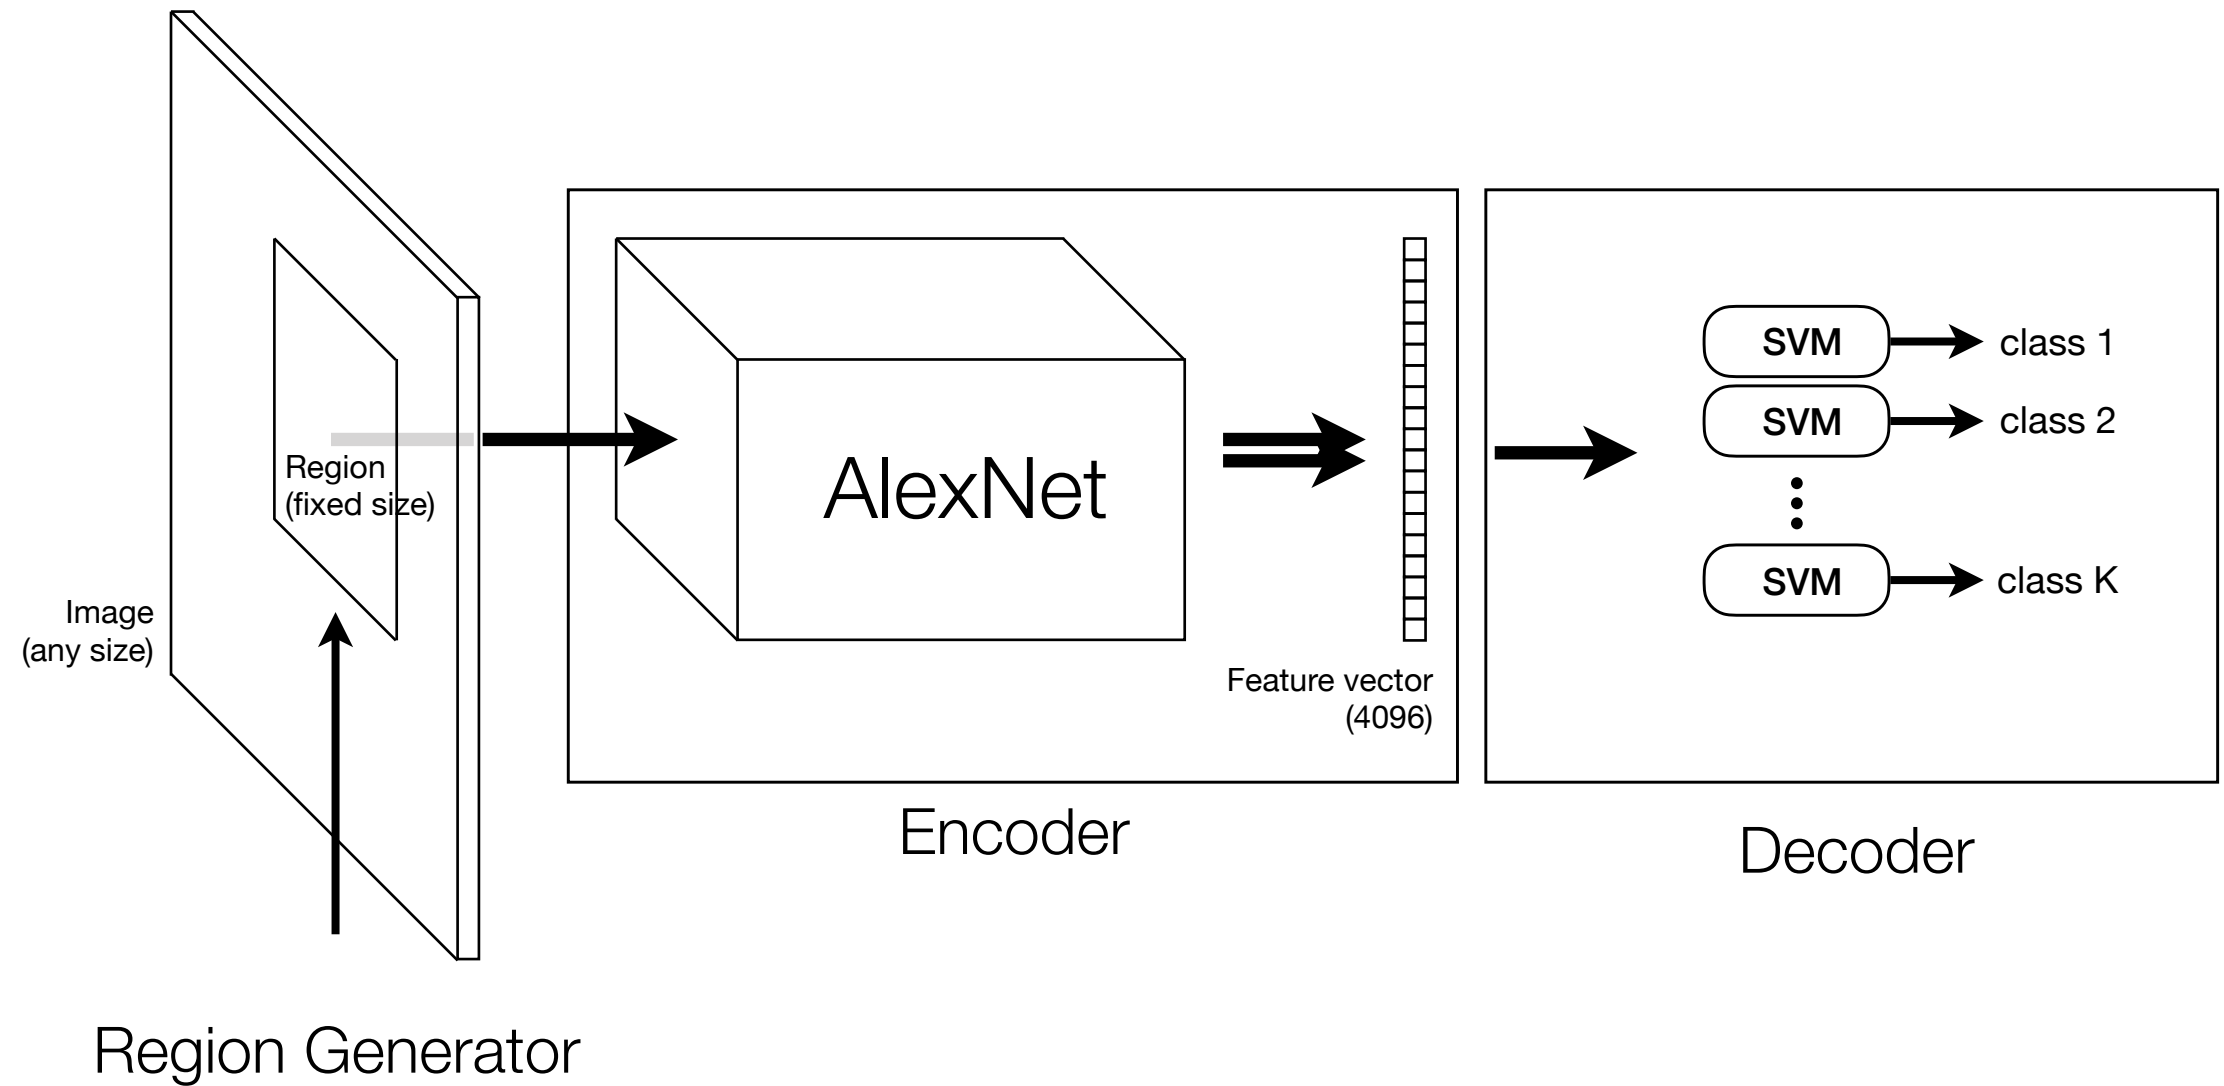 Region
(fixed size)
Image
(any size)
Region Generator
AlexNet
Feature vector
(4096)
Encoder
SVM
class 1
SVM
class 2
SVM
class K
Decoder